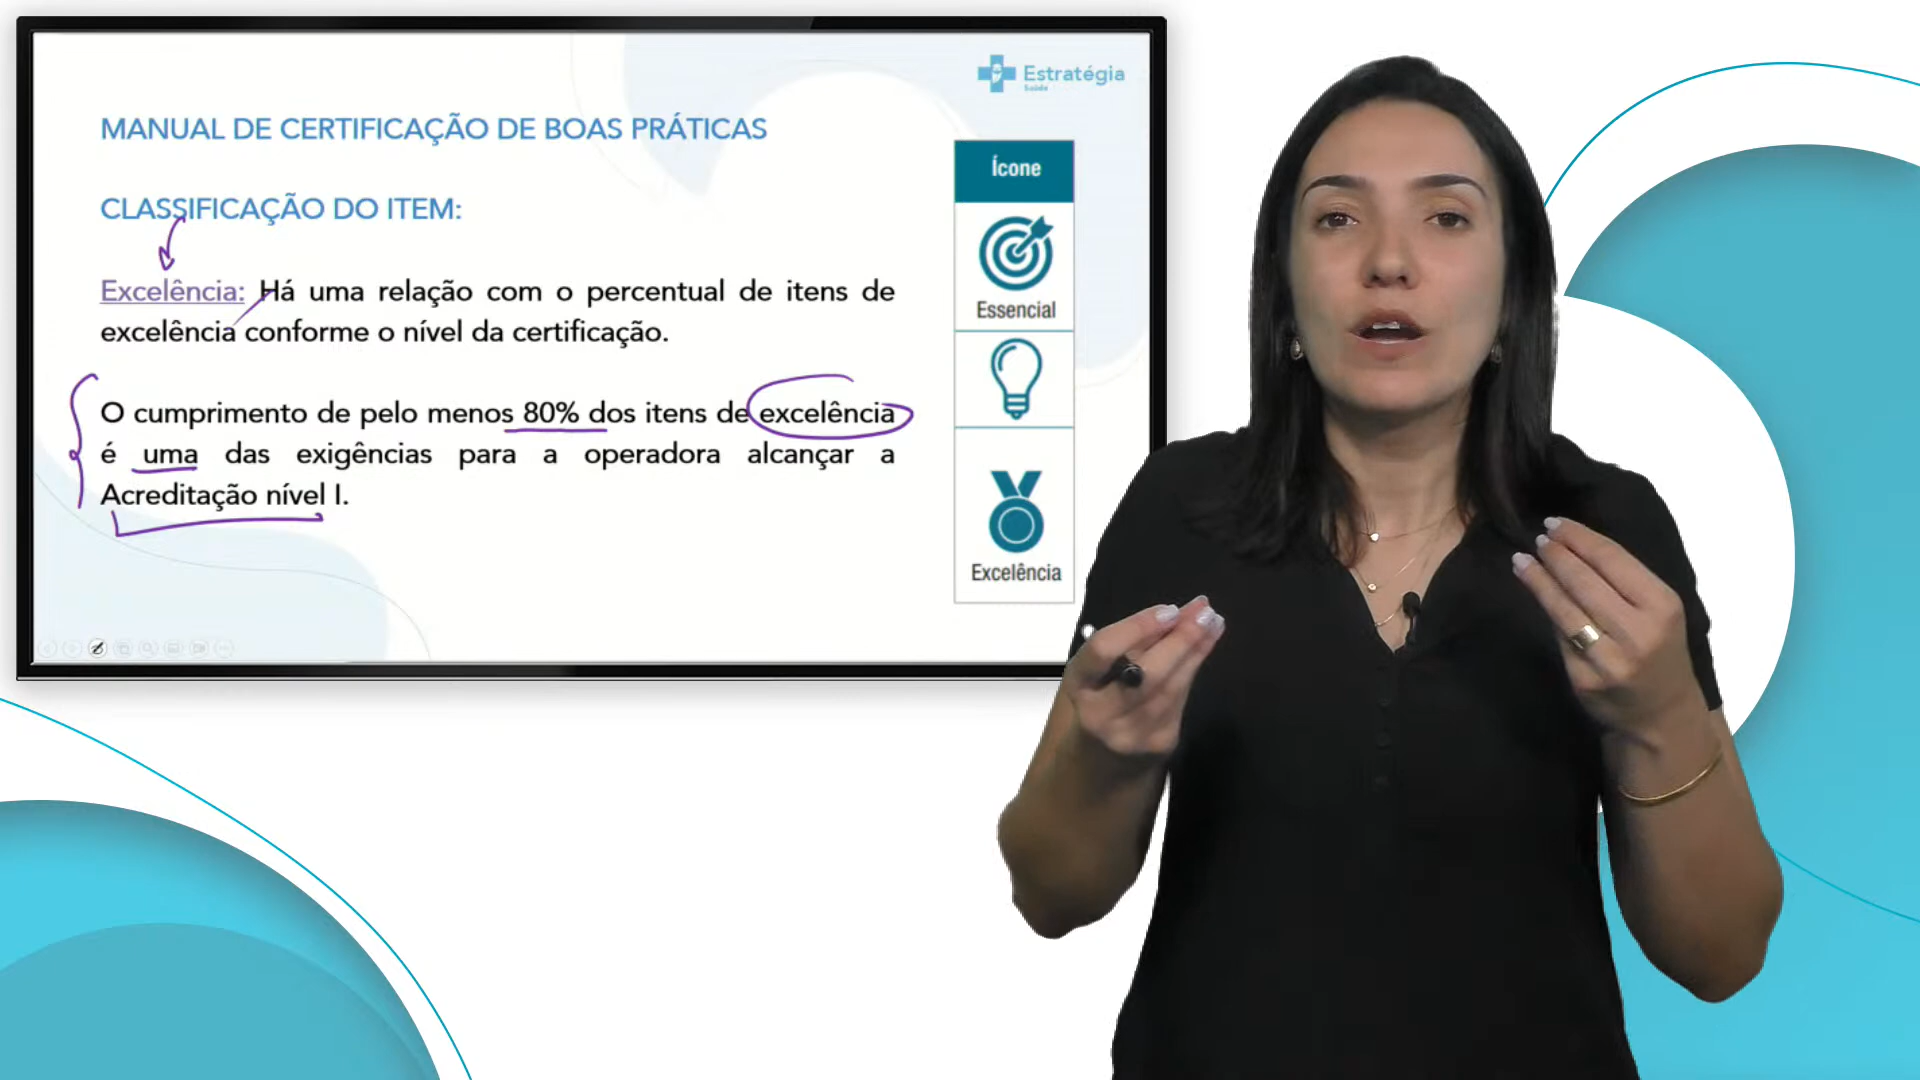 Estratégia
Saúde
MANUAL DE CERTIFICAÇÃO DE BOAS PRÁTICAS
CLASSIFICAÇÃO DO ITEM:
Excelência: Há uma relação com o percentual de itens de
excelência conforme o nível da certificação.
O cumprimento de pelo menos 80% dos itens de excelência
é uma das exigências para a operadora alcançar a
Acreditação nível I.
Ícone
Essencial
Excelência